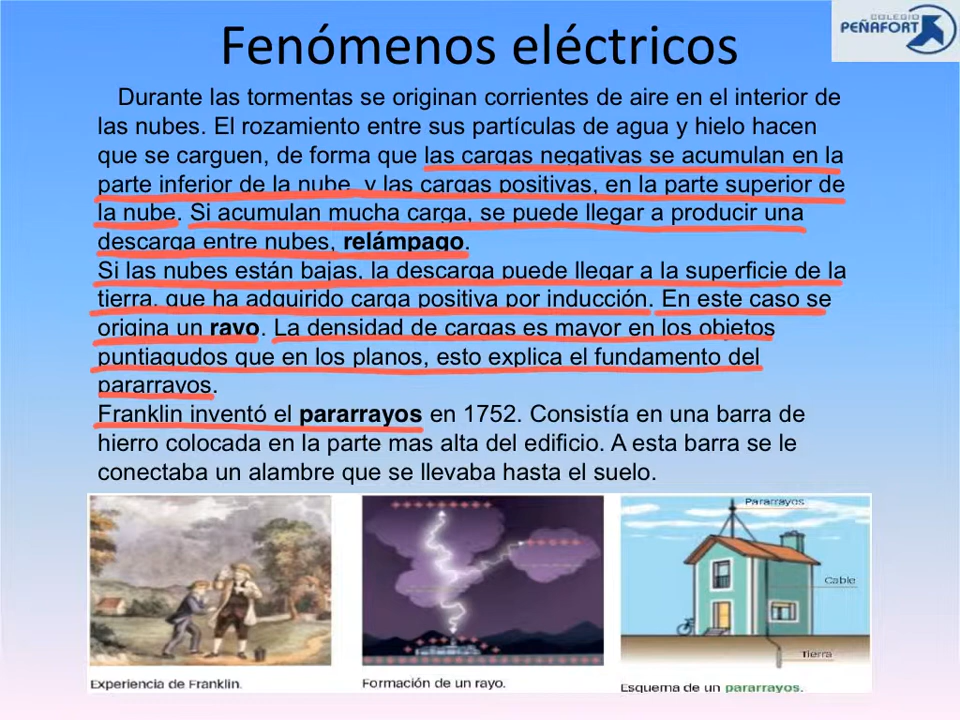 COLEGIO
PEÑAFORT
Fenómenos eléctricos
Durante las tormentas se originan corrientes de aire en el interior de
las nubes. El rozamiento entre sus partículas de agua y hielo hacen
que se carguen, de forma que las cargas negativas se acumulan en la
parte inferior de la nube, y las cargas positivas, en la parte superior de
la nube. Si acumulan mucha carga, se puede llegar a producir una
descarga entre nubes, relámpago.
Si las nubes están bajas, la descarga puede llegar a la superficie de la
tierra, que ha adquirido carga positiva por inducción. En este caso se
origina un rayo. La densidad de cargas es mayor en los objetos
puntiagudos que en los planos, esto explica el fundamento del
pararrayos.
Franklin inventó el pararrayos en 1752. Consistía en una barra de
hierro colocada en la parte mas alta del edificio. A esta barra se le
conectaba un alambre que se llevaba hasta el suelo.
Pararrayos
Cable
Tierra
Experiencia de Franklin.
Formación de un rayo.
Esquema de un pararrayos.